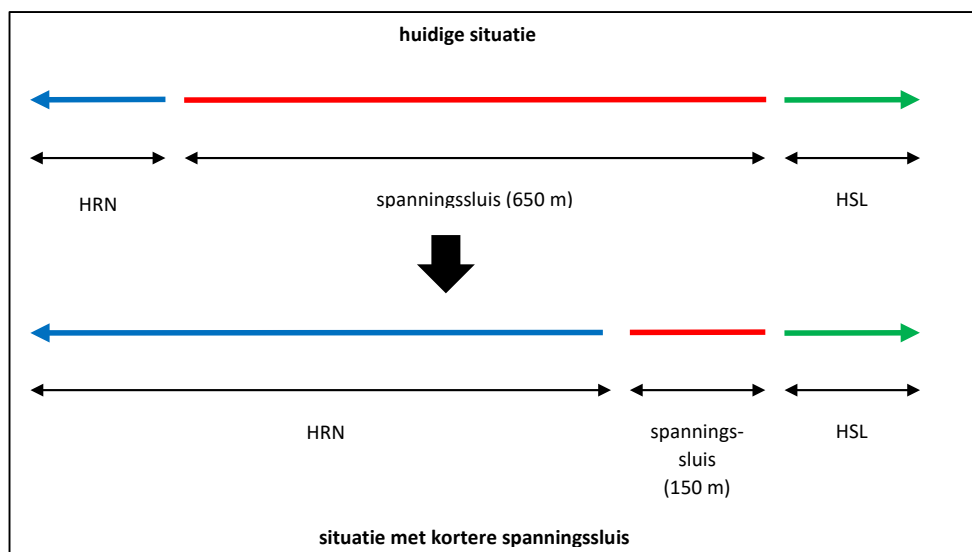 huidige situatie
HRN
spanningssluis (650 m)
HSL
HRN
spannings-
sluis
(150 m)
HSL
situatie met kortere spanningssluis